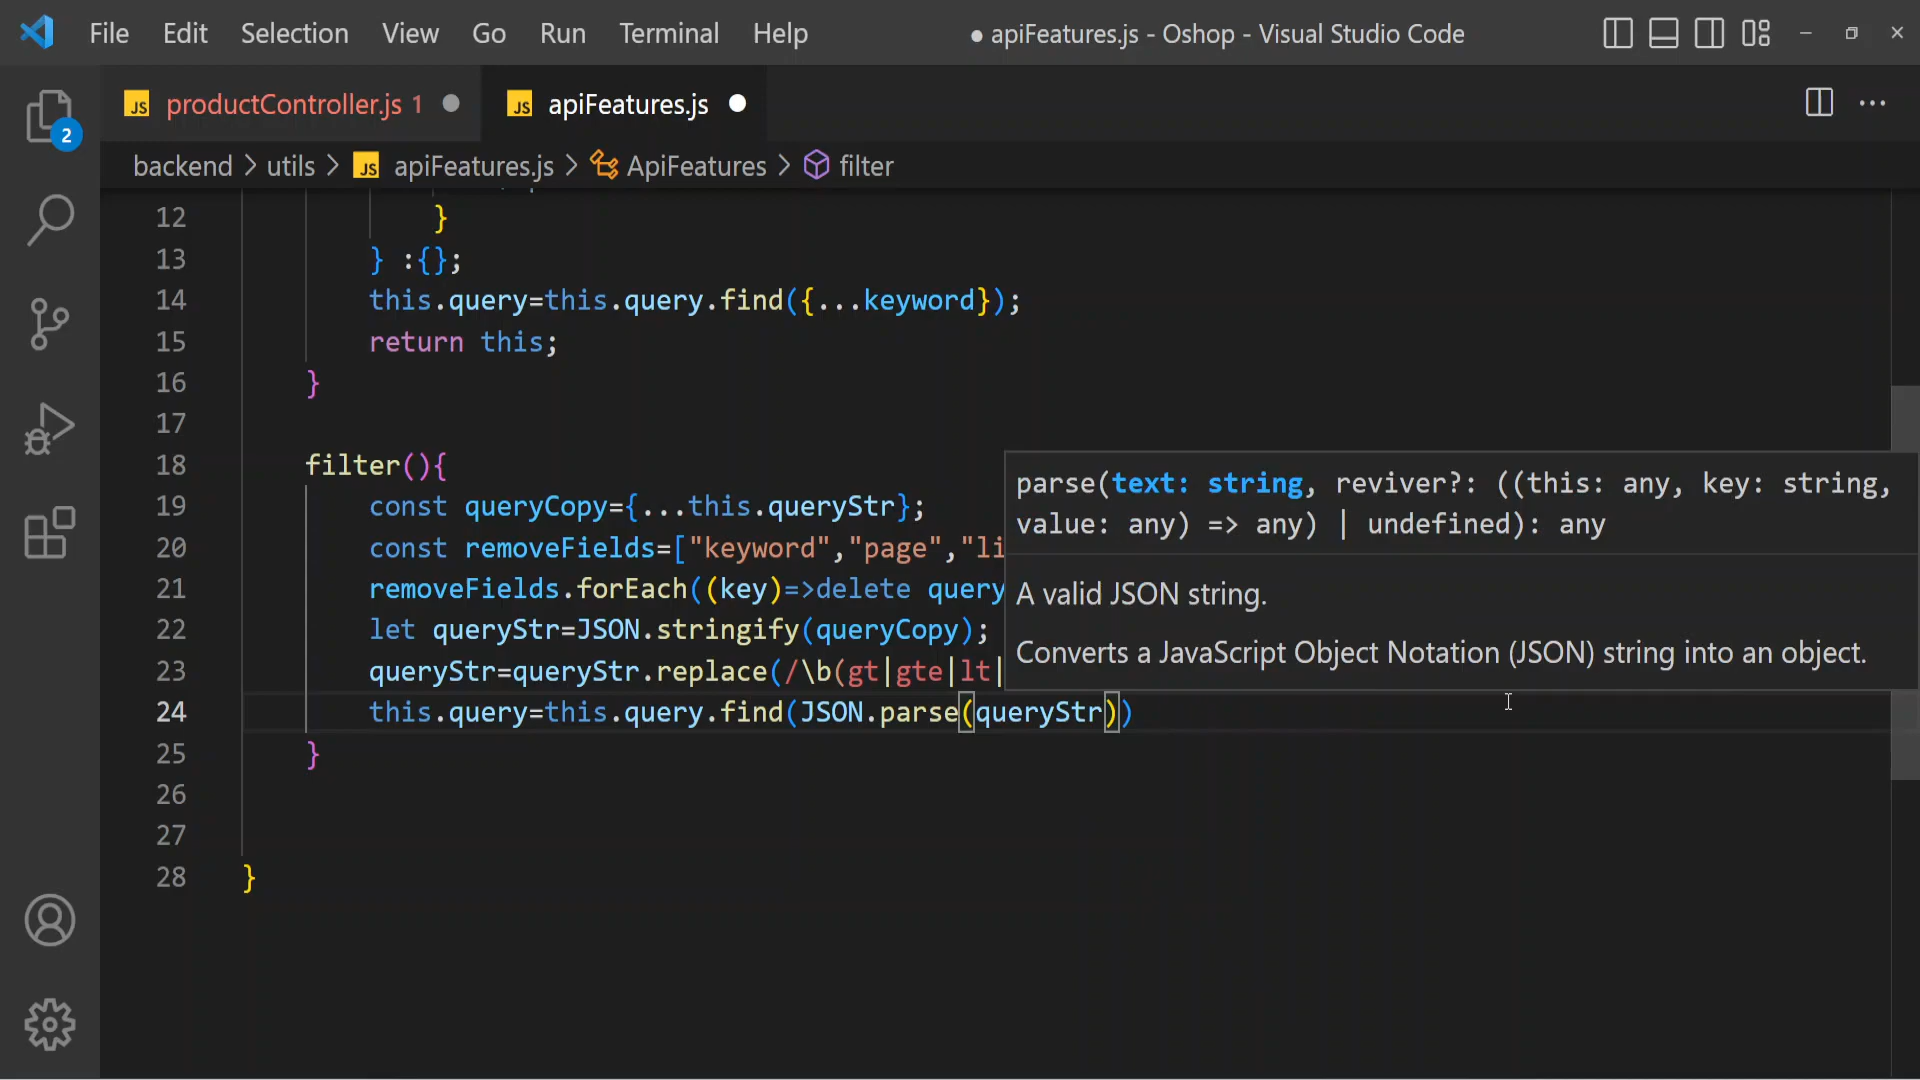 File Edit Selection View Go Run Terminal Help ● apiFeatures.js - Oshop - Visual Studio Code
JS productController.js 1 ● JS apiFeatures.js ● ...
2
backend > utils > JS apiFeatures.js > ApiFeatures > filter
12 }
13 } :{};
14 this.query=this.query.find({...keyword});
15 return this;
16 }
17
18 filter(){
parse(text: string, reviver?: ((this: any, key: string,
value: any) => any) | undefined): any
19 const queryCopy={...this.queryStr};
20 const removeFields=["keyword","page","li
21 removeFields.forEach((key)=>delete query
A valid JSON string.
22 let queryStr=JSON.stringify(queryCopy);
Converts a JavaScript Object Notation (JSON) string into an object.
23 queryStr=queryStr.replace(/\b(gt|gte|lt|
24 this.query=this.query.find(JSON.parse(queryStr))
25 }
26
27
28 }